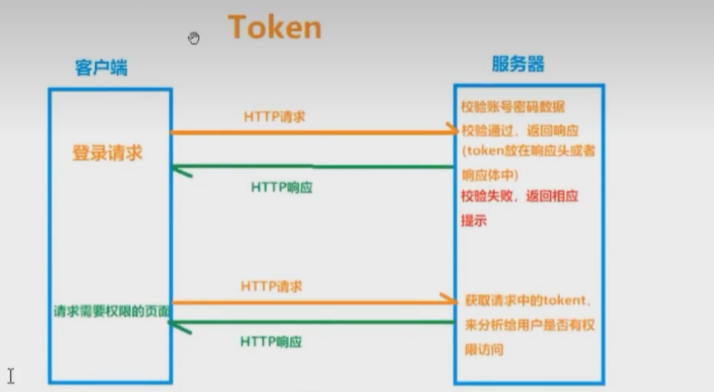 Token
客户端
服务器
HTTP请求
校验账号密码数据
校验通过，返回响应
(token放在响应头或者
响应体中)
校验失败，返回相应
提示
登录请求
HTTP响应
HTTP请求
请求需要权限的页面
获取请求中的tokent，
来分析给用户是否有权
限访问
HTTP响应